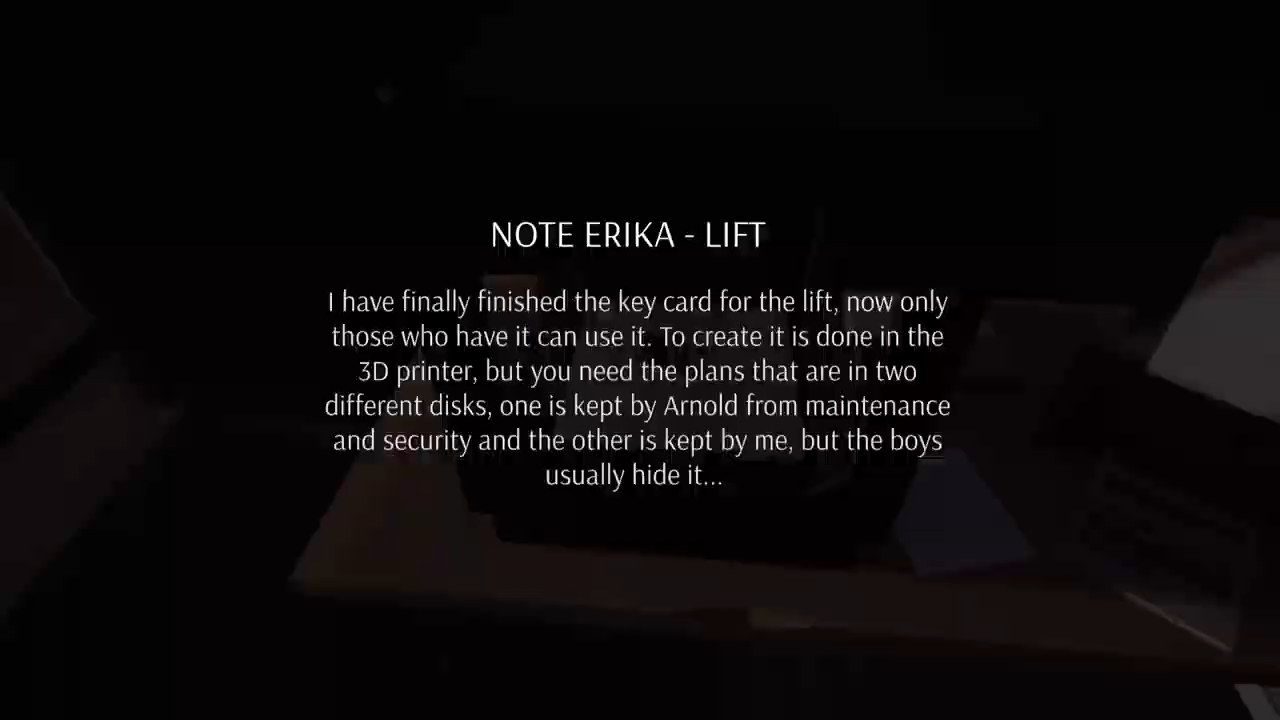 NOTE ERIKA - LIFT
I have finally finished the key card for the lift, now only
those who have it can use it. To create it is done in the
3D printer, but you need the plans that are in two
different disks, one is kept by Arnold from maintenance
and security and the other is kept by me, but the boys
usually hide it...